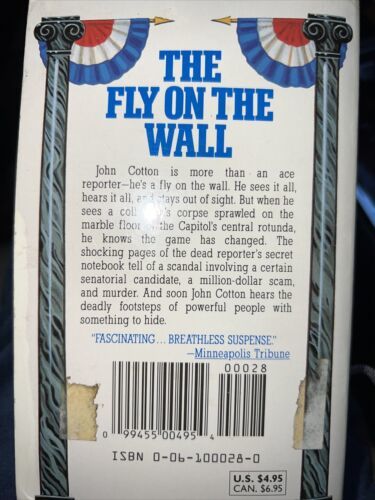 THE
FLY ON THE
WALL
John Cotton is more than an ace
reporter—he's a fly on the wall. He sees it all,
hears it all, and stays out of sight. But when he
sees a corpse sprawled on the
marble floor the Capitol's central rotunda,
he knows the game has changed. The
shocking pages of the dead reporter's secret
notebook tell of a scandal involving a certain
senatorial candidate, a million-dollar scam,
and murder. And soon John Cotton hears the
deadly footsteps of powerful people with
something to hide.
"FASCINATING... BREATHLESS SUSPENSE."
—Minneapolis Tribune
00028
0 99455 00495 4
ISBN 0-06-100028-0
U.S. $4.95
CAN. $6.95